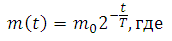 m(t) = m₀2^(-t/T), где